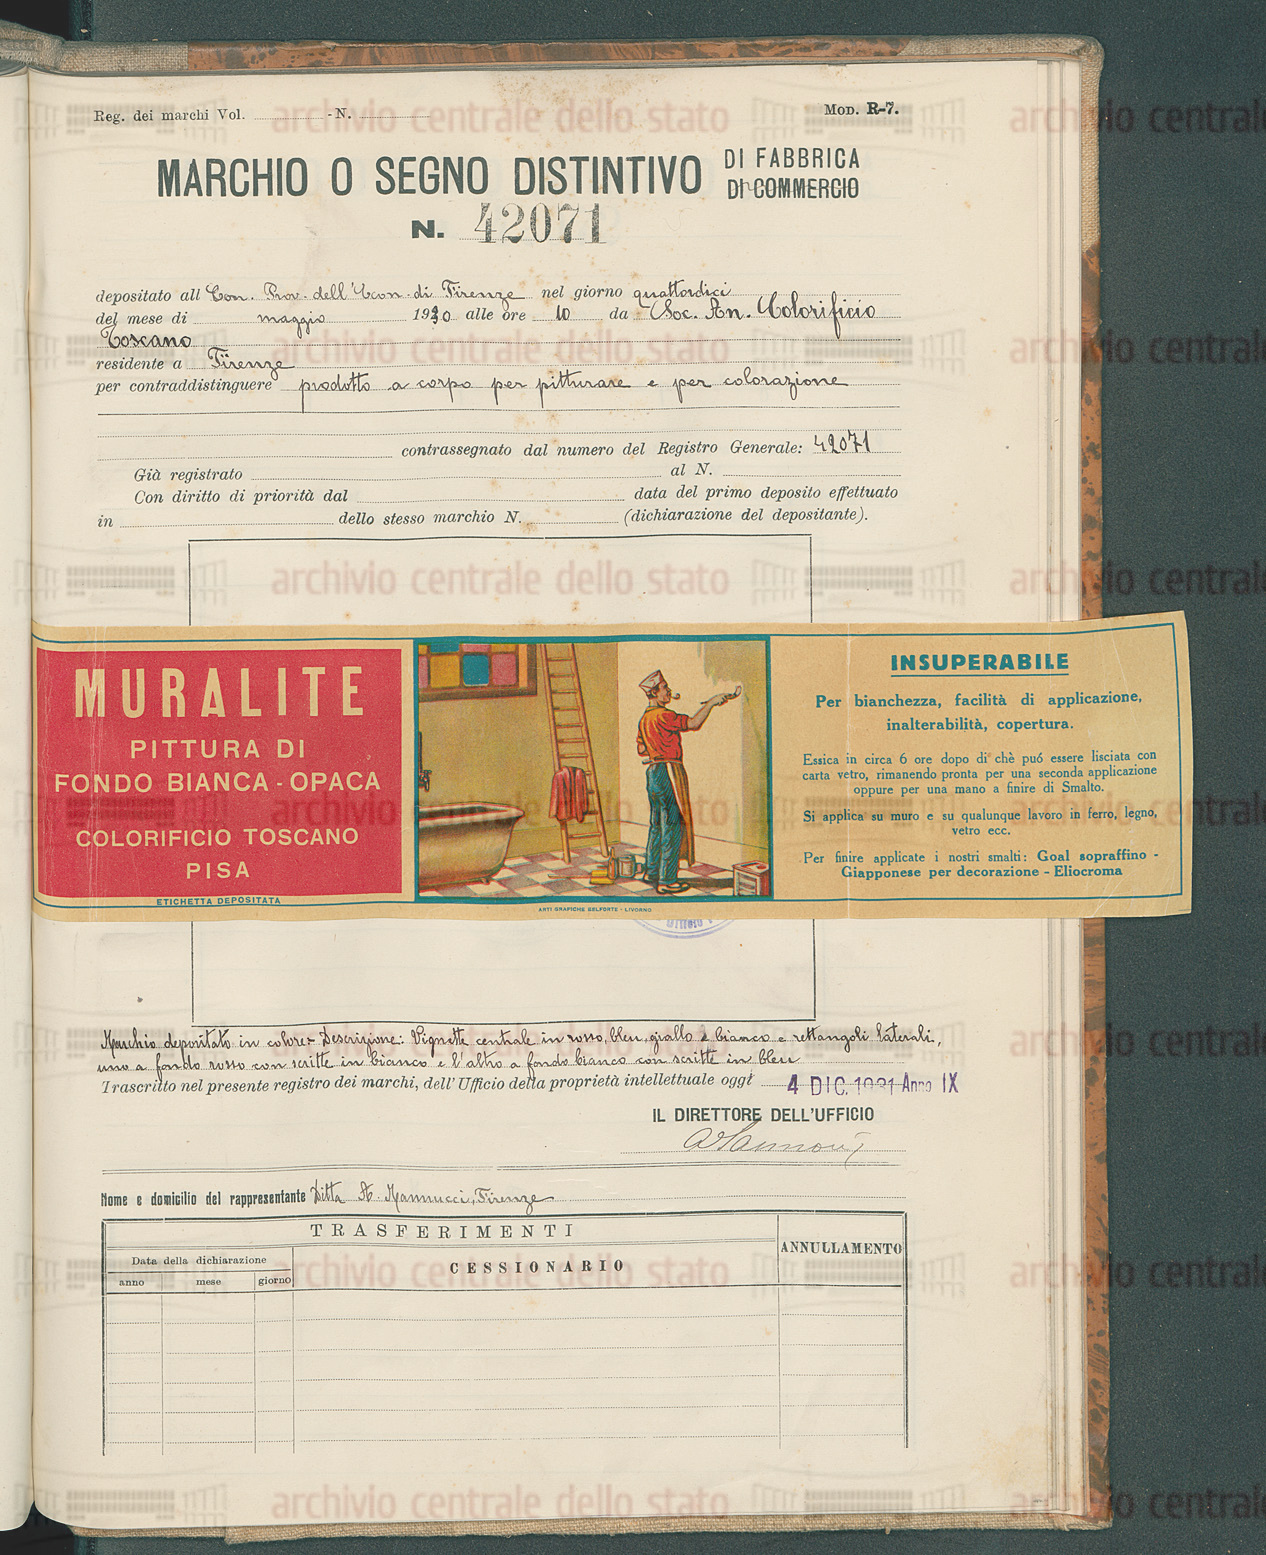 Reg. dei marchi Vol. - N.
MOD. R-7.
MARCHIO O SEGNO DISTINTIVO DI FABBRICA
DI COMMERCIO
N. 42071
depositato all Con. Prov. dell'Econ. di Firenze nel giorno quattordici
del mese di maggio 1930 alle ore 10 da Soc. An. Colorificio
Toscano
residente a Firenze
per contraddistinguere prodotto a corpo per pitturare e per colorazione
contrassegnato dal numero del Registro Generale: 42071
Già registrato al N.
Con diritto di priorità dal data del primo deposito effettuato
in dello stesso marchio N. (dichiarazione del depositante).
MURALITE
PITTURA DI
FONDO BIANCA - OPACA
COLORIFICIO TOSCANO
PISA
ETICHETTA DEPOSITATA
ARTI GRAFICHE BELFORTE - LIVORNO
INSUPERABILE
Per bianchezza, facilità di applicazione,
inalterabilità, copertura.
Essica in circa 6 ore dopo di chè puó essere lisciata con
carta vetro, rimanendo pronta per una seconda applicazione
oppure per una mano a finire di Smalto.
Si applica su muro e su qualunque lavoro in ferro, legno,
vetro ecc.
Per finire applicate i nostri smalti: Goal sopraffino -
Giapponese per decorazione - Eliocroma
Ufficio
Marchio depositato in colore - Descrizione: Vignette centrale in rosso, bleu, giallo e bianco e rettangoli laterali,
uno a fondo rosso con scritte in bianco e l'altro a fondo bianco con scritte in bleu
Trascritto nel presente registro dei marchi, dell'Ufficio della proprietà intellettuale oggi 4 DIC. 1931 Anno IX
IL DIRETTORE DELL'UFFICIO
Nome e domicilio del rappresentante Ditta A. Mannucci, Firenze
TRASFERIMENTI
ANNULLAMENTO
Data della dichiarazione
CESSIONARIO
anno mese giorno
archivio centrale dello stato